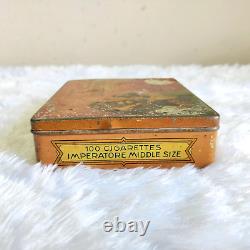 100 CIGARETTES
IMPERATORE MIDDLE SIZE